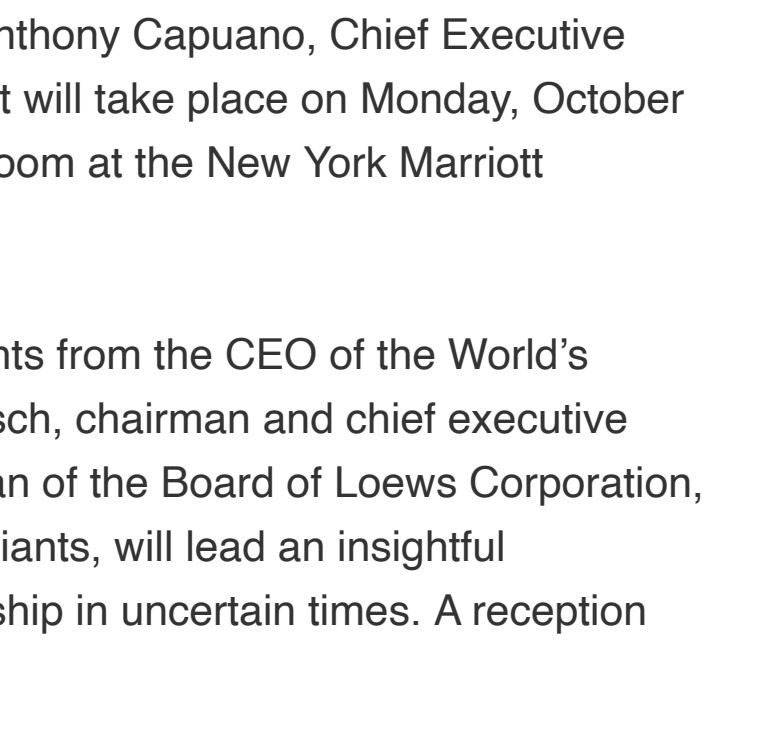 nthony Capuano, Chief Executive
t will take place on Monday, October
oom at the New York Marriott
nts from the CEO of the World’s
sch, chairman and chief executive
an of the Board of Loews Corporation,
iants, will lead an insightful
ship in uncertain times. A reception